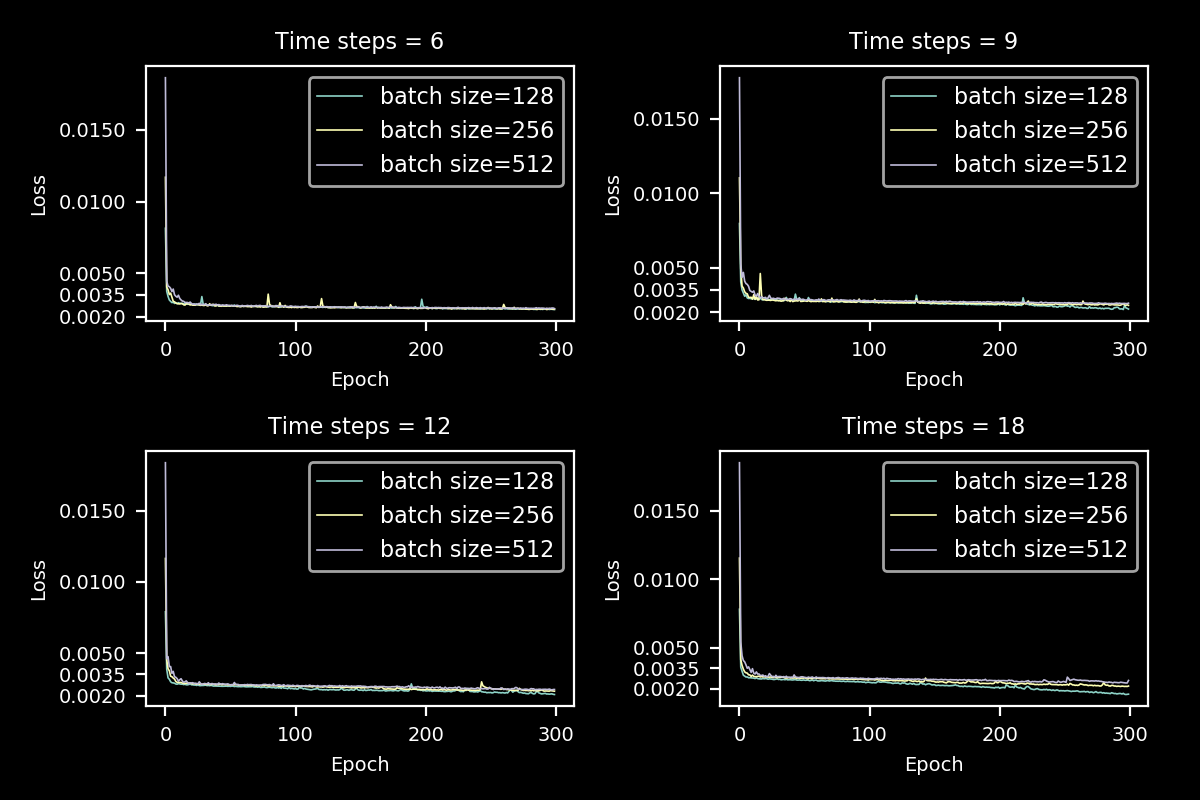 Time steps = 6
Loss
0.0150
0.0100
0.0050
0.0035
0.0020
batch size=128
batch size=256
batch size=512
0 100 200 300
Epoch
Time steps = 9
Loss
0.0150
0.0100
0.0050
0.0035
0.0020
batch size=128
batch size=256
batch size=512
0 100 200 300
Epoch
Time steps = 12
Loss
0.0150
0.0100
0.0050
0.0035
0.0020
batch size=128
batch size=256
batch size=512
0 100 200 300
Epoch
Time steps = 18
Loss
0.0150
0.0100
0.0050
0.0035
0.0020
batch size=128
batch size=256
batch size=512
0 100 200 300
Epoch